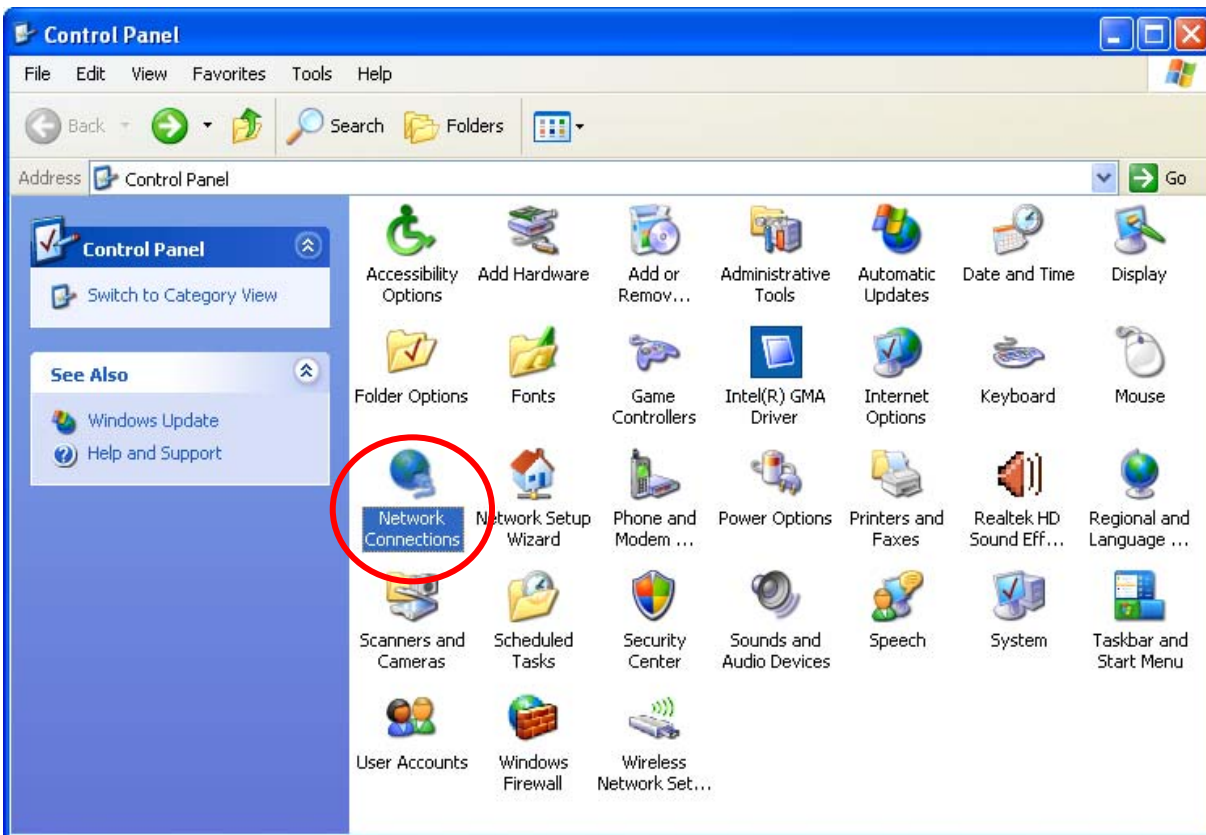 Control Panel
File Edit View Favorites Tools Help
Back Search Folders
Address Control Panel Go
Control Panel
Switch to Category View
See Also
Windows Update
Help and Support
Accessibility Options
Add Hardware
Add or Remov...
Administrative Tools
Automatic Updates
Date and Time
Display
Folder Options
Fonts
Game Controllers
Intel(R) GMA Driver
Internet Options
Keyboard
Mouse
Network Connections
Network Setup Wizard
Phone and Modem ...
Power Options
Printers and Faxes
Realtek HD Sound Eff...
Regional and Language ...
Scanners and Cameras
Scheduled Tasks
Security Center
Sounds and Audio Devices
Speech
System
Taskbar and Start Menu
User Accounts
Windows Firewall
Wireless Network Set...